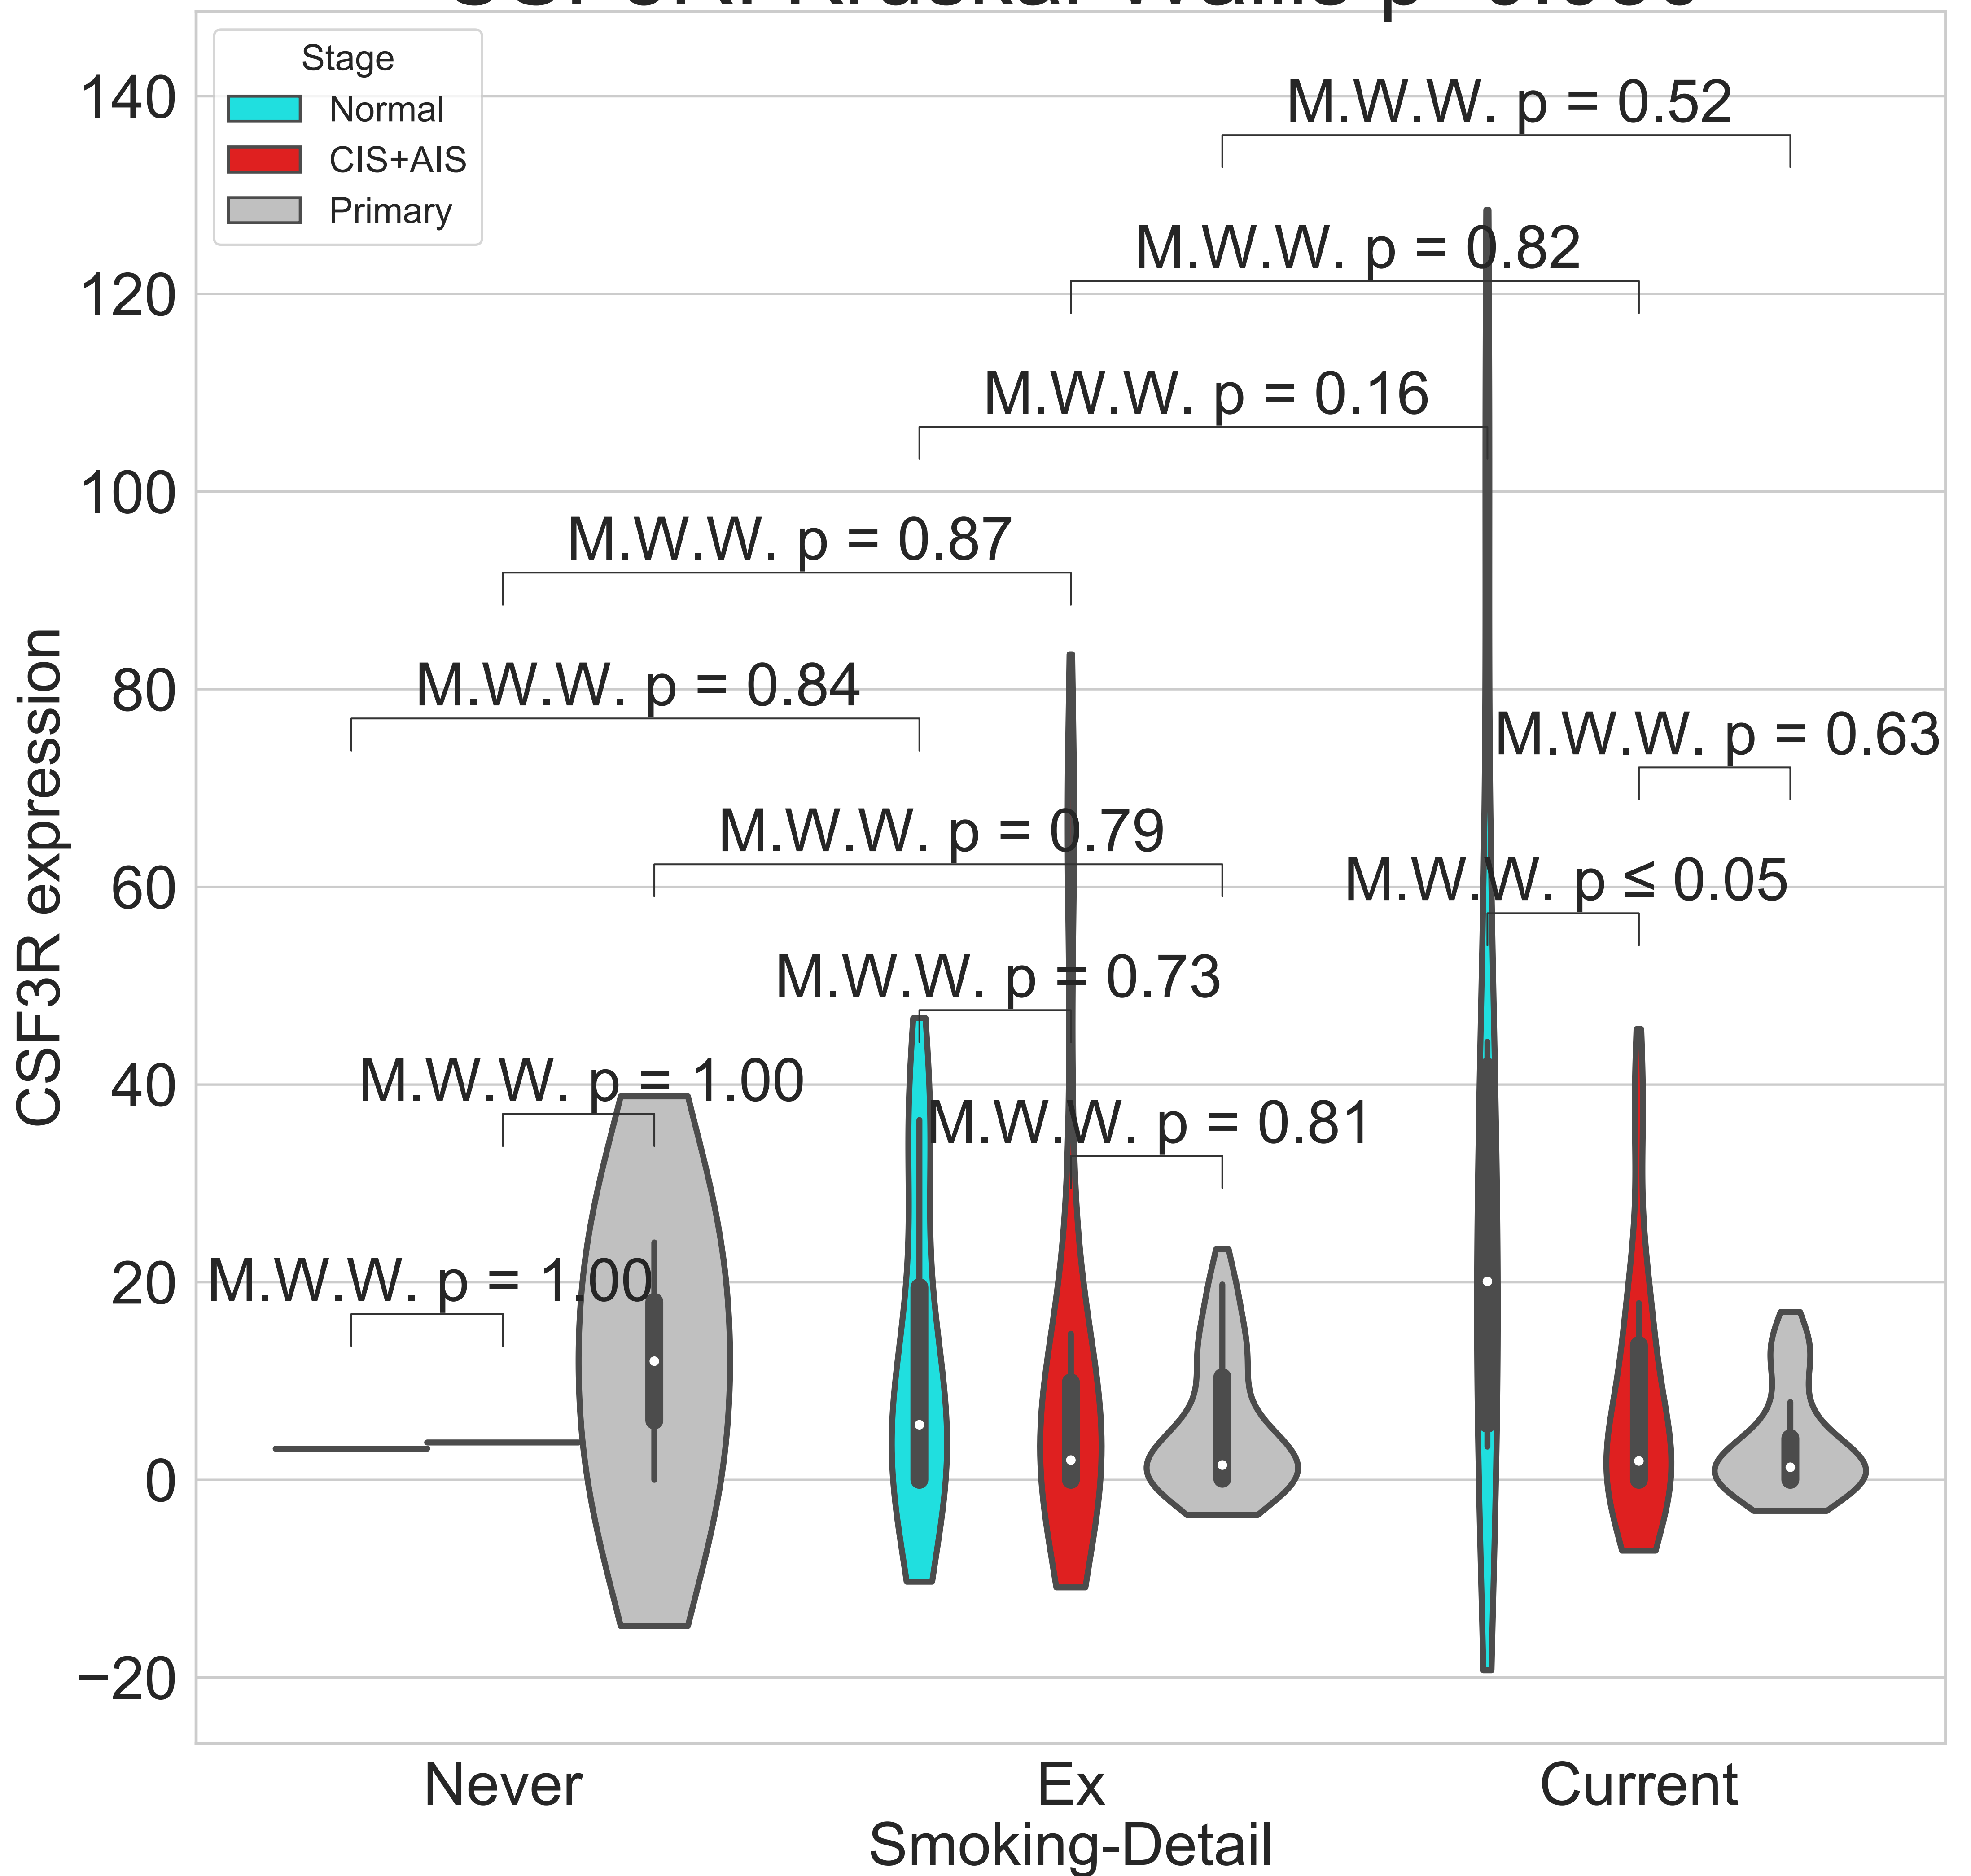 Stage
Normal
CIS+AIS
Primary
140
120
100
80
60
40
20
0
−20
CSF3R expression
M.W.W. p = 0.52
M.W.W. p = 0.82
M.W.W. p = 0.16
M.W.W. p = 0.87
M.W.W. p = 0.84
M.W.W. p = 0.63
M.W.W. p = 0.79
M.W.W. p ≤ 0.05
M.W.W. p = 0.73
M.W.W. p = 1.00
M.W.W. p = 0.81
M.W.W. p = 1.00
Never
Ex
Current
Smoking-Detail